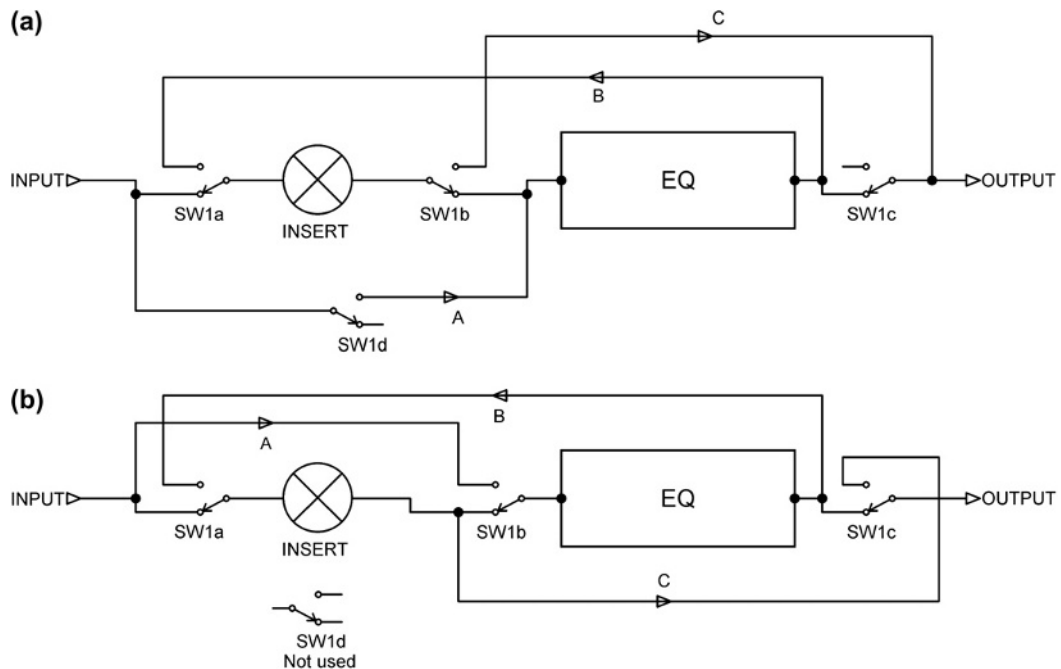 (a)
C
B
INPUT
SW1a
INSERT
SW1b
EQ
SW1c
OUTPUT
A
SW1d
(b)
B
A
INPUT
SW1a
INSERT
SW1b
EQ
SW1c
OUTPUT
C
SW1d
Not used